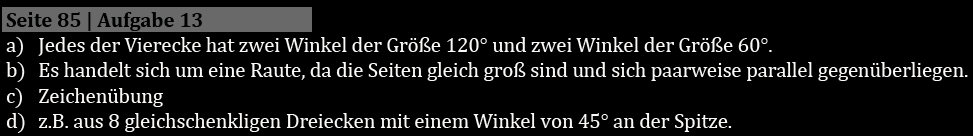 Seite 85 | Aufgabe 13
a) Jedes der Vierecke hat zwei Winkel der Größe 120° und zwei Winkel der Größe 60°.
b) Es handelt sich um eine Raute, da die Seiten gleich groß sind und sich paarweise parallel gegenüberliegen.
c) Zeichenübung
d) z.B. aus 8 gleichschenkligen Dreiecken mit einem Winkel von 45° an der Spitze.